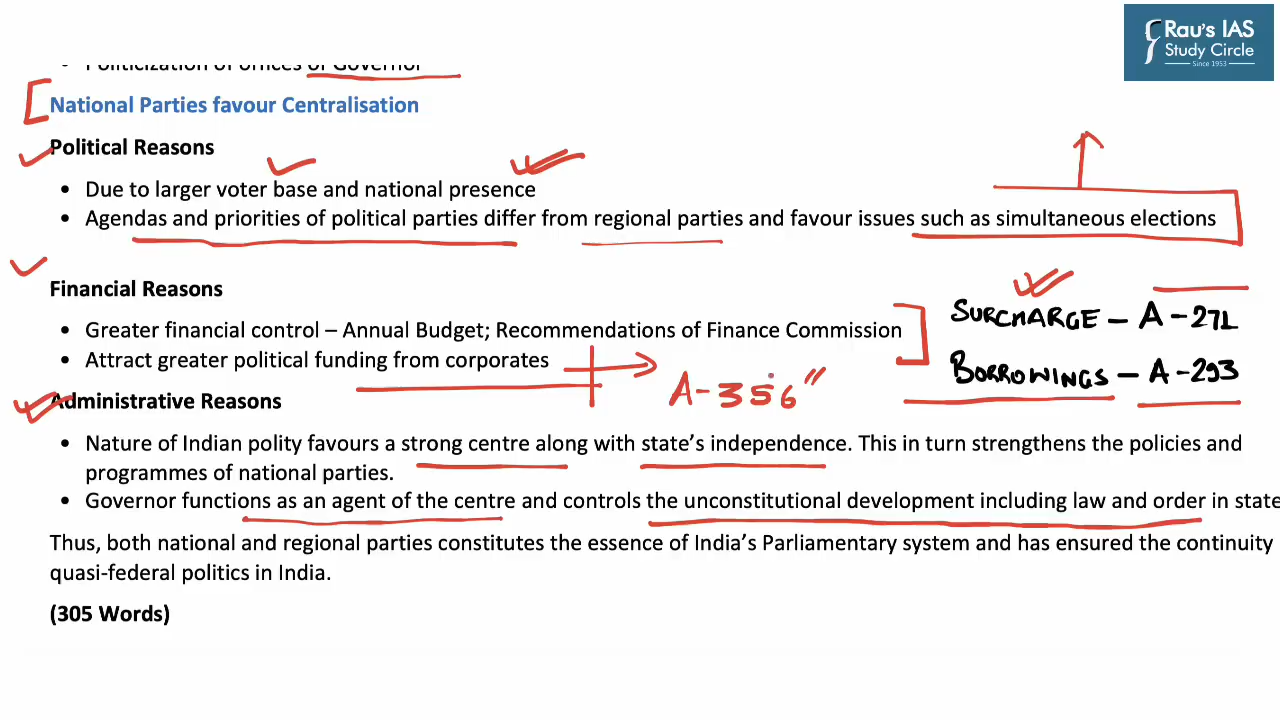 Rau's IAS
Study Circle
Since 1953
• Politicization of offices of Governor
National Parties favour Centralisation
Political Reasons
• Due to larger voter base and national presence
• Agendas and priorities of political parties differ from regional parties and favour issues such as simultaneous elections
Financial Reasons
• Greater financial control – Annual Budget; Recommendations of Finance Commission
SURCHARGE – A-271
• Attract greater political funding from corporates
BORROWINGS – A-293
A-356"
Administrative Reasons
• Nature of Indian polity favours a strong centre along with state's independence. This in turn strengthens the policies and
programmes of national parties.
• Governor functions as an agent of the centre and controls the unconstitutional development including law and order in state
Thus, both national and regional parties constitutes the essence of India's Parliamentary system and has ensured the continuity
quasi-federal politics in India.
(305 Words)